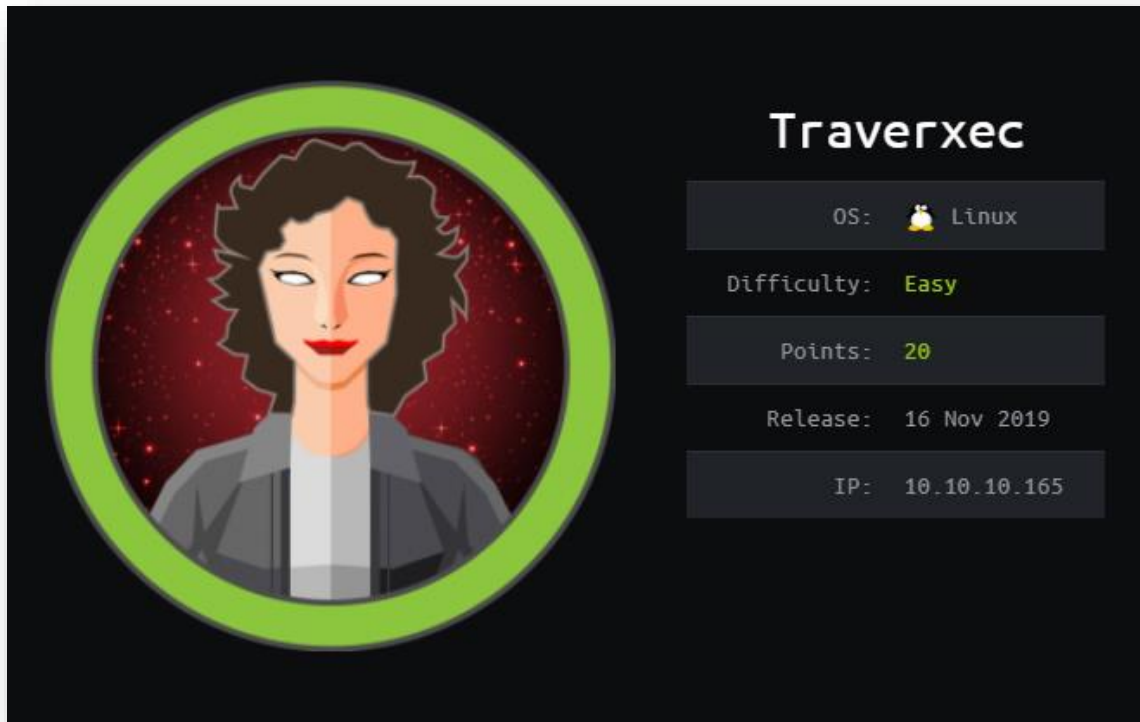 Traverxec
OS: Linux
Difficulty: Easy
Points: 20
Release: 16 Nov 2019
IP: 10.10.10.165